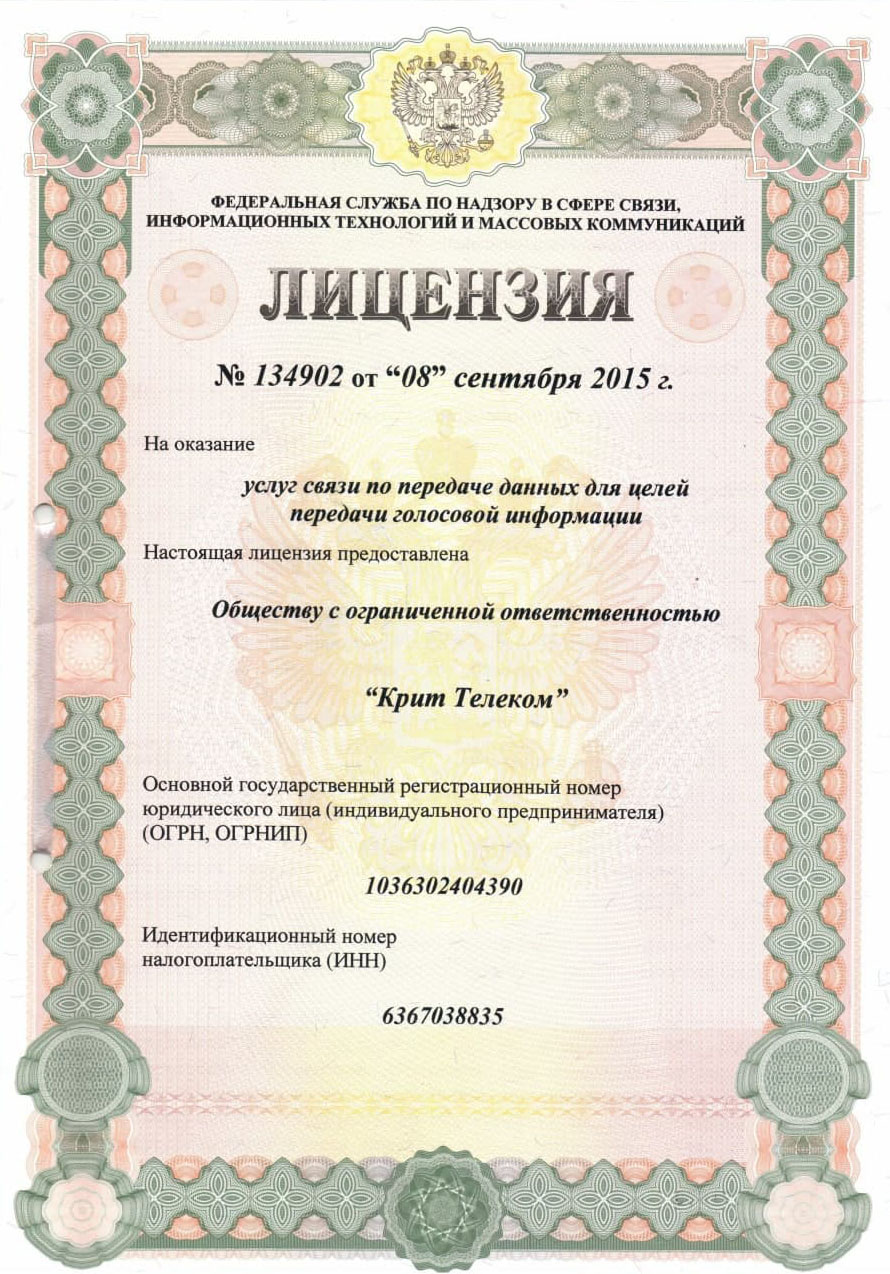 ФЕДЕРАЛЬНАЯ СЛУЖБА ПО НАДЗОРУ В СФЕРЕ СВЯЗИ,
ИНФОРМАЦИОННЫХ ТЕХНОЛОГИЙ И МАССОВЫХ КОММУНИКАЦИЙ
ЛИЦЕНЗИЯ
№ 134902 от “08” сентября 2015 г.
На оказание
услуг связи по передаче данных для целей
передачи голосовой информации
Настоящая лицензия предоставлена
Обществу с ограниченной ответственностью
“Крит Телеком”
Основной государственный регистрационный номер
юридического лица (индивидуального предпринимателя)
(ОГРН, ОГРНИП)
1036302404390
Идентификационный номер
налогоплательщика (ИНН)
6367038835